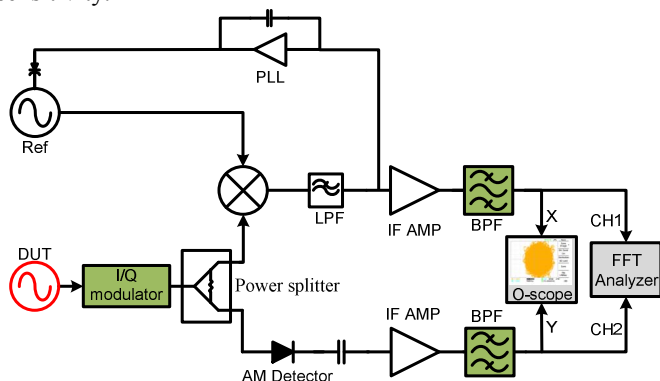 PLL
Ref
LPF
IF AMP
BPF
X
CH1
DUT
I/Q
modulator
Power splitter
O-scope
FFT
Analyzer
Y
CH2
IF AMP
BPF
AM Detector